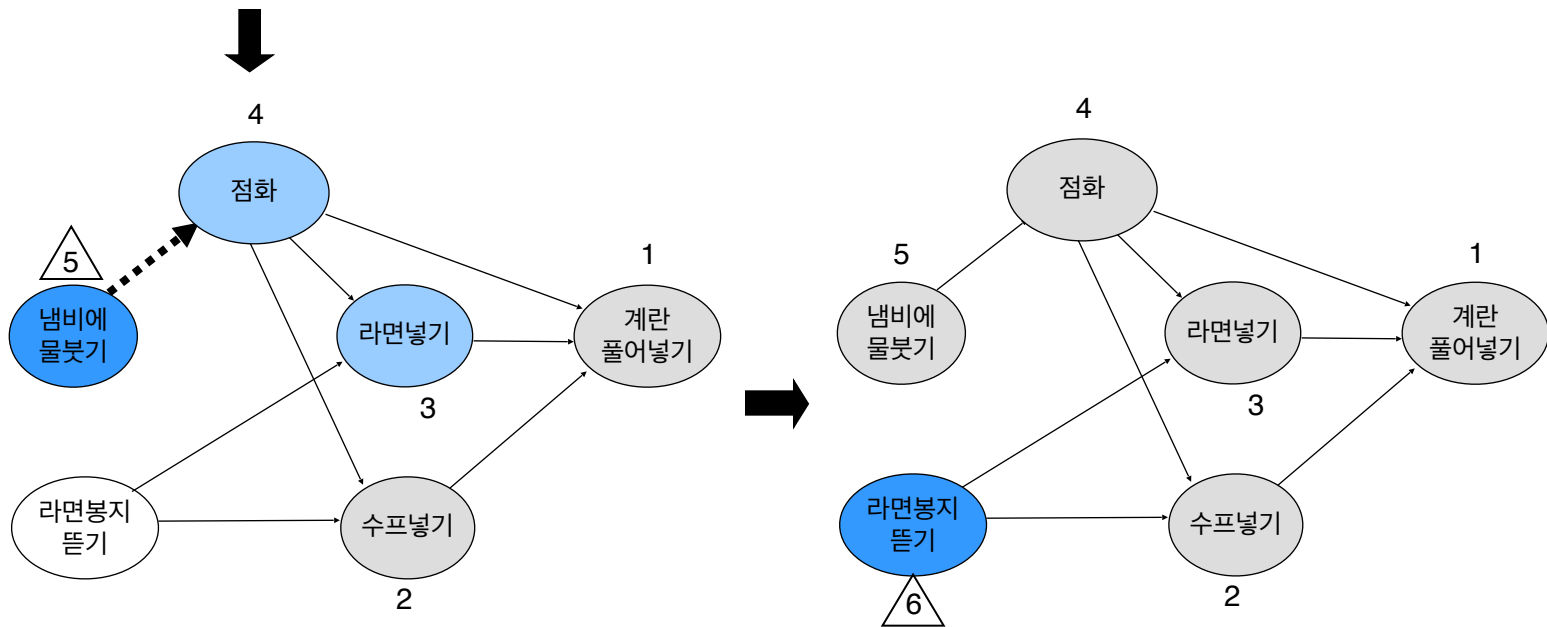 4
점화
5
냄비에
물붓기
1
계란
풀어넣기
라면넣기
3
라면봉지
뜯기
수프넣기
2
4
점화
5
냄비에
물붓기
1
계란
풀어넣기
라면넣기
3
라면봉지
뜯기
6
수프넣기
2